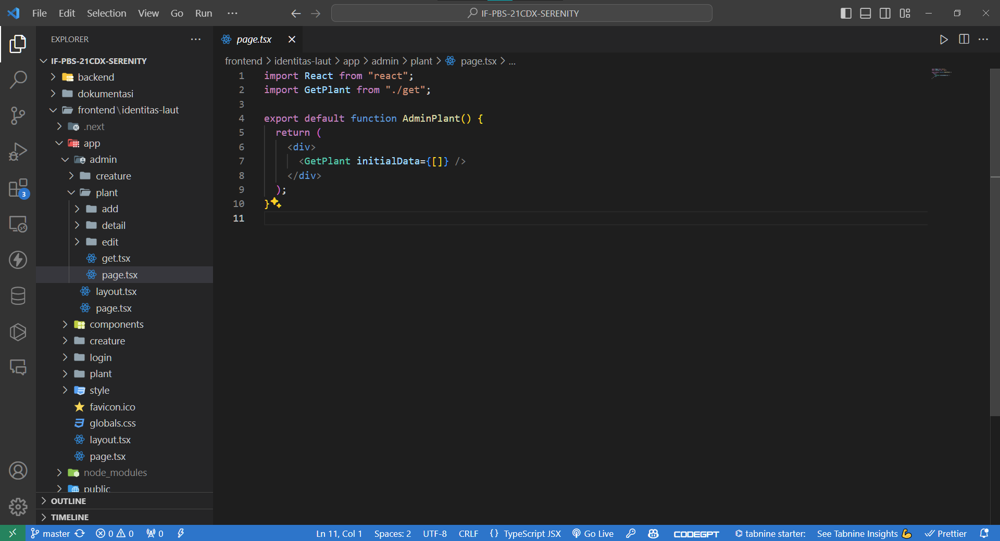 File Edit Selection View Go Run ···
IF-PBS-21CDX-SERENITY
EXPLORER ···
page.tsx
IF-PBS-21CDX-SERENITY
backend
dokumentasi
frontend\identitas-laut
.next
app
admin
creature
plant
add
detail
edit
get.tsx
page.tsx
layout.tsx
page.tsx
components
creature
login
plant
style
favicon.ico
globals.css
layout.tsx
page.tsx
node_modules
public
OUTLINE
TIMELINE
3
frontend > identitas-laut > app > admin > plant > page.tsx > ...
1 import React from "react";
2 import GetPlant from "./get";
3
4 export default function AdminPlant() {
5 return (
6 <div>
7 <GetPlant initialData={[]} />
8 </div>
9 );
10 }
11
master 0 0 0 Ln 11, Col 1 Spaces: 2 UTF-8 CRLF {} TypeScript JSX Go Live CODEGPT tabnine starter: See Tabnine Insights Prettier